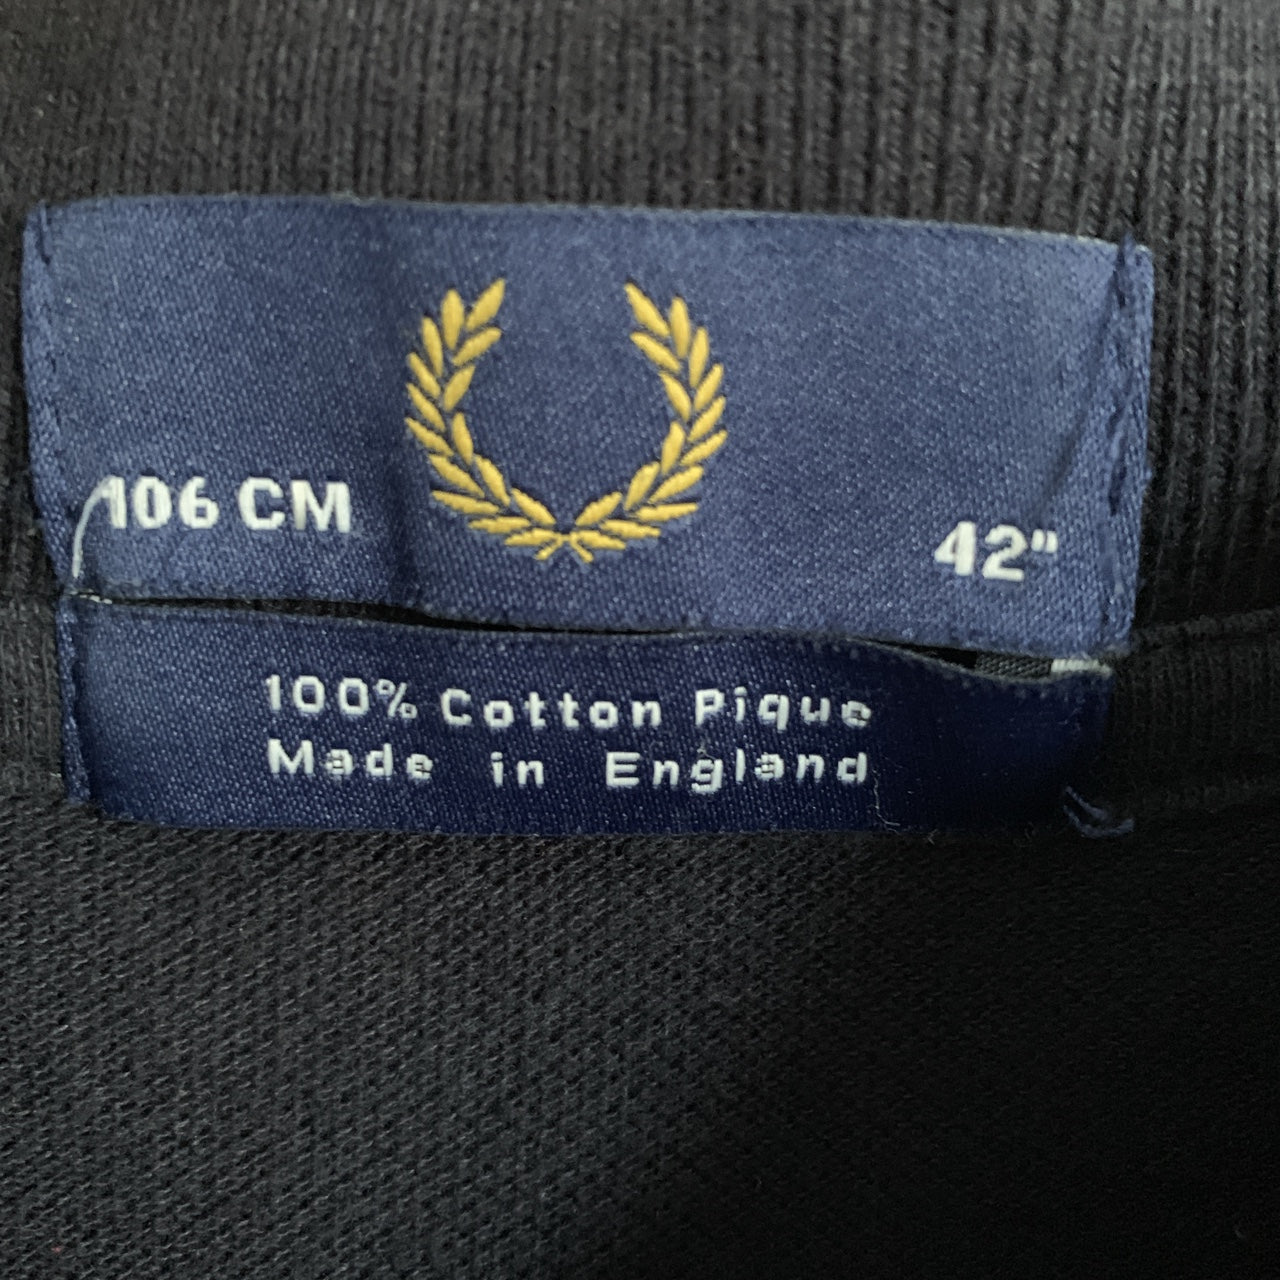 106 CM
42"
100% Cotton Pique
Made in England